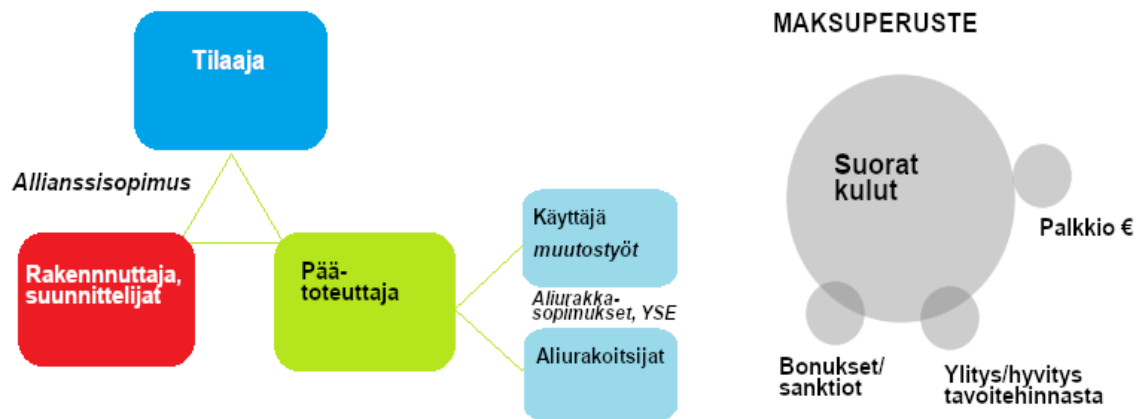 Tilaaja
Allianssisopimus
Rakennnuttaja,
suunnittelijat
Pää-
toteuttaja
Käyttäjä
muutostyöt
Aliurakka-
sopimukset, YSE
Aliurakoitsijat
MAKSUPERUSTE
Suorat
kulut
Palkkio €
Bonukset/
sanktiot
Ylitys/hyvitys
tavoitehinnasta